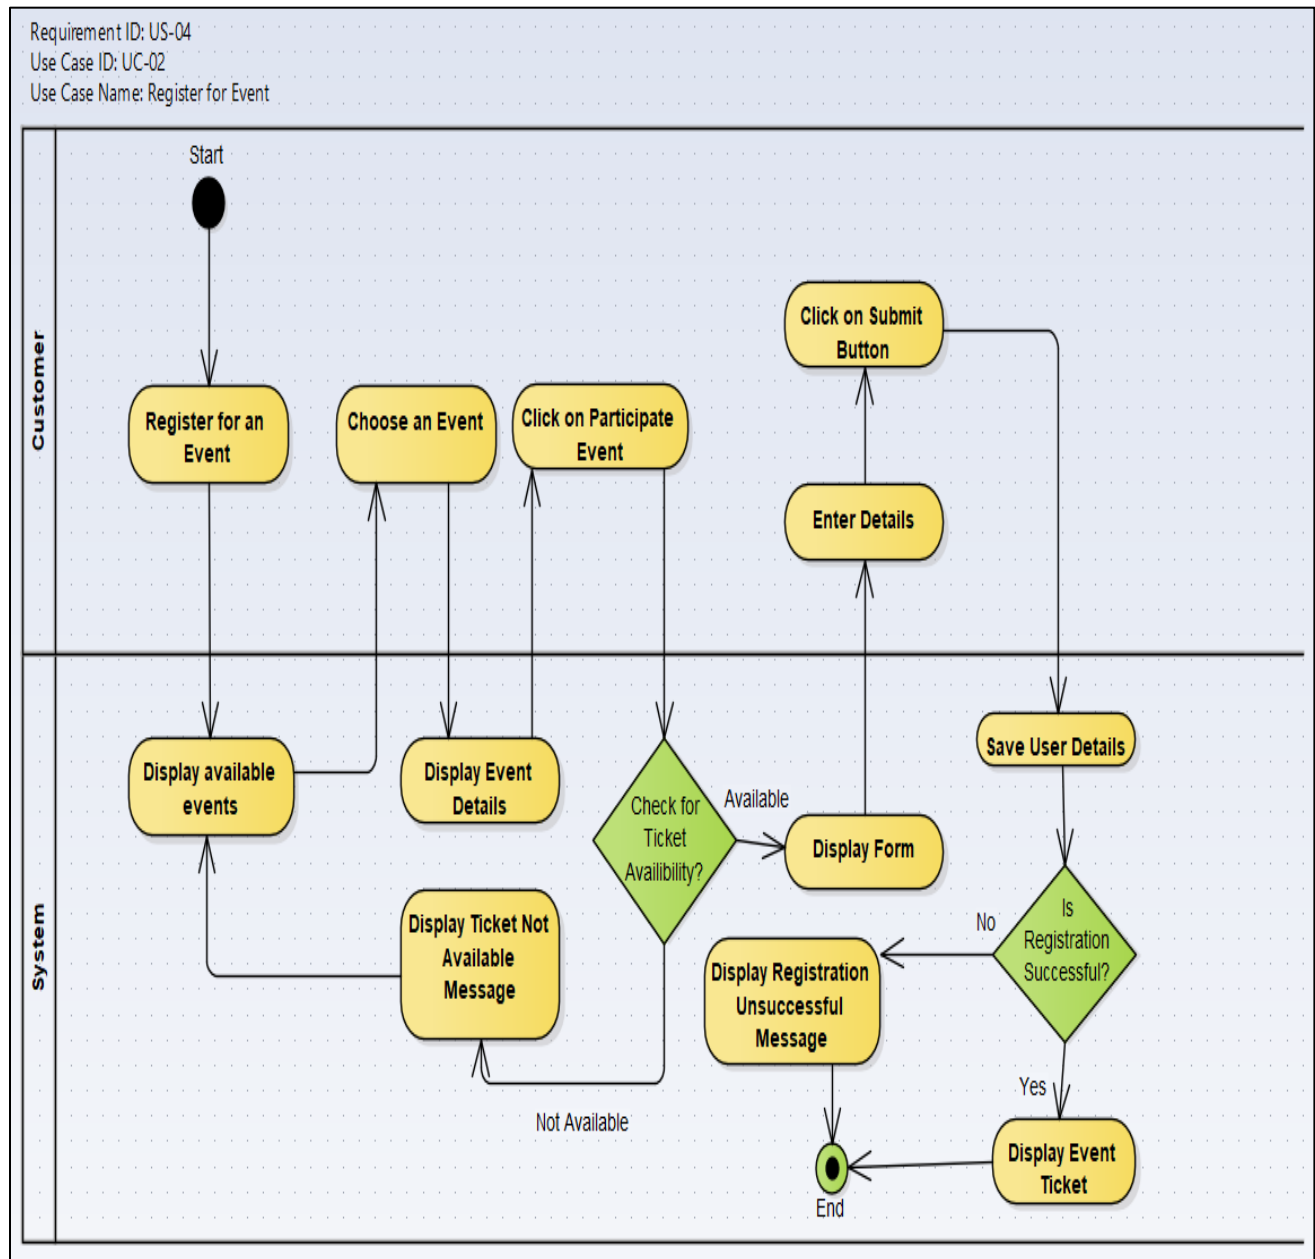 Requirement ID: US-04
Use Case ID: UC-02
Use Case Name: Register for Event
Customer
Start
Register for an
Event
Choose an Event
Click on Participate
Event
Click on Submit
Button
Enter Details
System
Display available
events
Display Event
Details
Check for
Ticket
Availibility?
Available
Display Form
Save User Details
Display Ticket Not
Available
Message
Not Available
Is
Registration
Successful?
No
Display Registration
Unsuccessful
Message
Yes
Display Event
Ticket
End